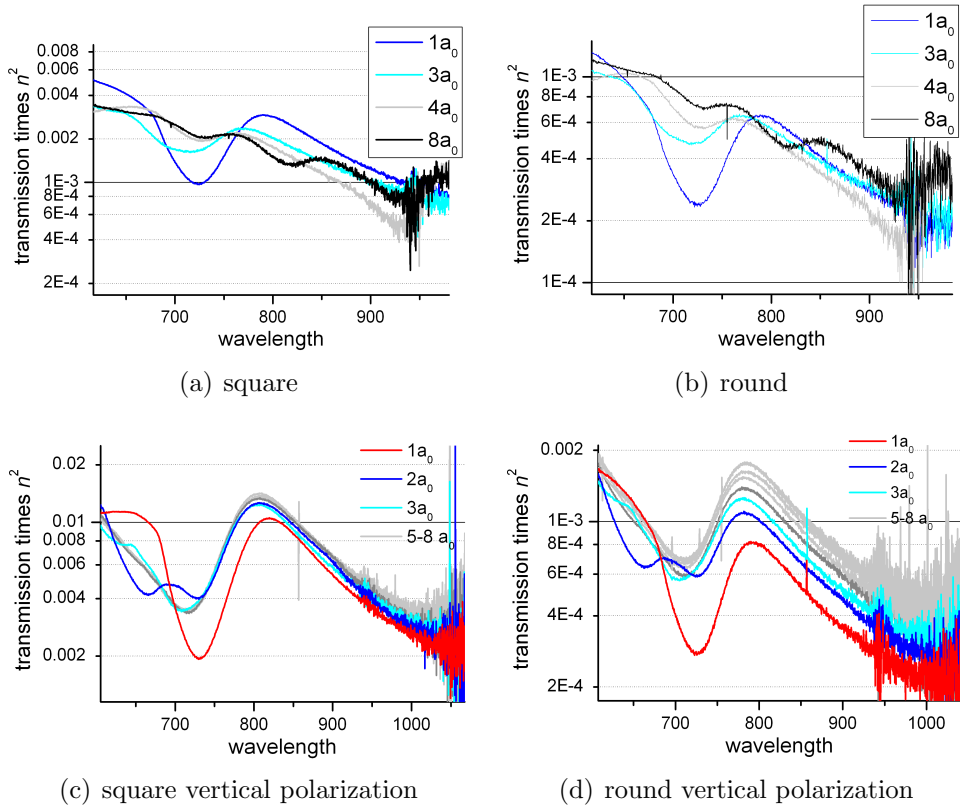 transmission times n²
0.008
0.006
0.004
0.002
1E-3
8E-4
6E-4
4E-4
2E-4
700 800 900
wavelength
1a₀
3a₀
4a₀
8a₀
(a) square
transmission times n²
1E-3
8E-4
6E-4
4E-4
2E-4
1E-4
700 800 900
wavelength
1a₀
3a₀
4a₀
8a₀
(b) round
transmission times n²
0.02
0.01
0.008
0.006
0.004
0.002
700 800 900 1000
wavelength
1a₀
2a₀
3a₀
5-8 a₀
(c) square vertical polarization
transmission times n²
0.002
1E-3
8E-4
6E-4
4E-4
2E-4
700 800 900 1000
wavelength
1a₀
2a₀
3a₀
5-8 a₀
(d) round vertical polarization